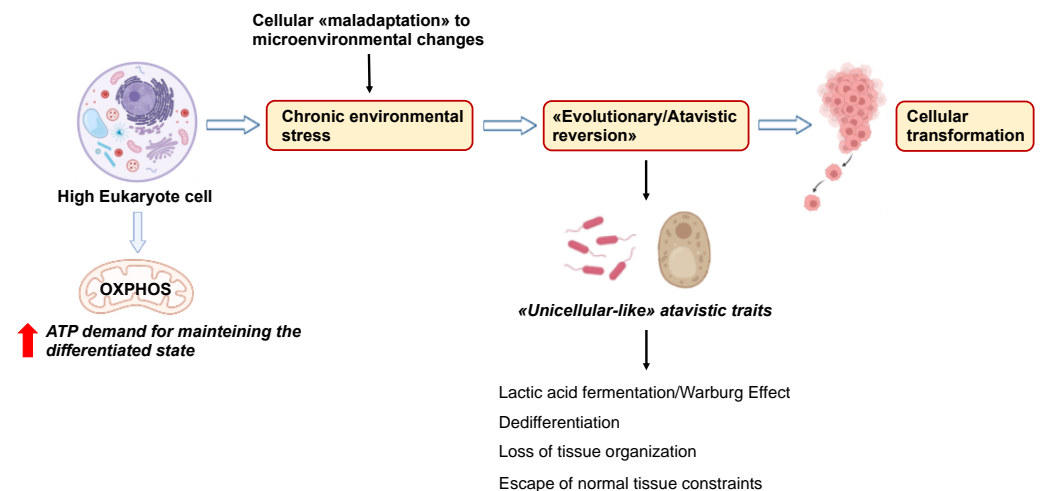 Cellular «maladaptation» to
microenvironmental changes
Chronic environmental
stress
«Evolutionary/Atavistic
reversion»
Cellular
transformation
High Eukaryote cell
OXPHOS
ATP demand for mainteining the
differentiated state
«Unicellular-like» atavistic traits
Lactic acid fermentation/Warburg Effect
Dedifferentiation
Loss of tissue organization
Escape of normal tissue constraints